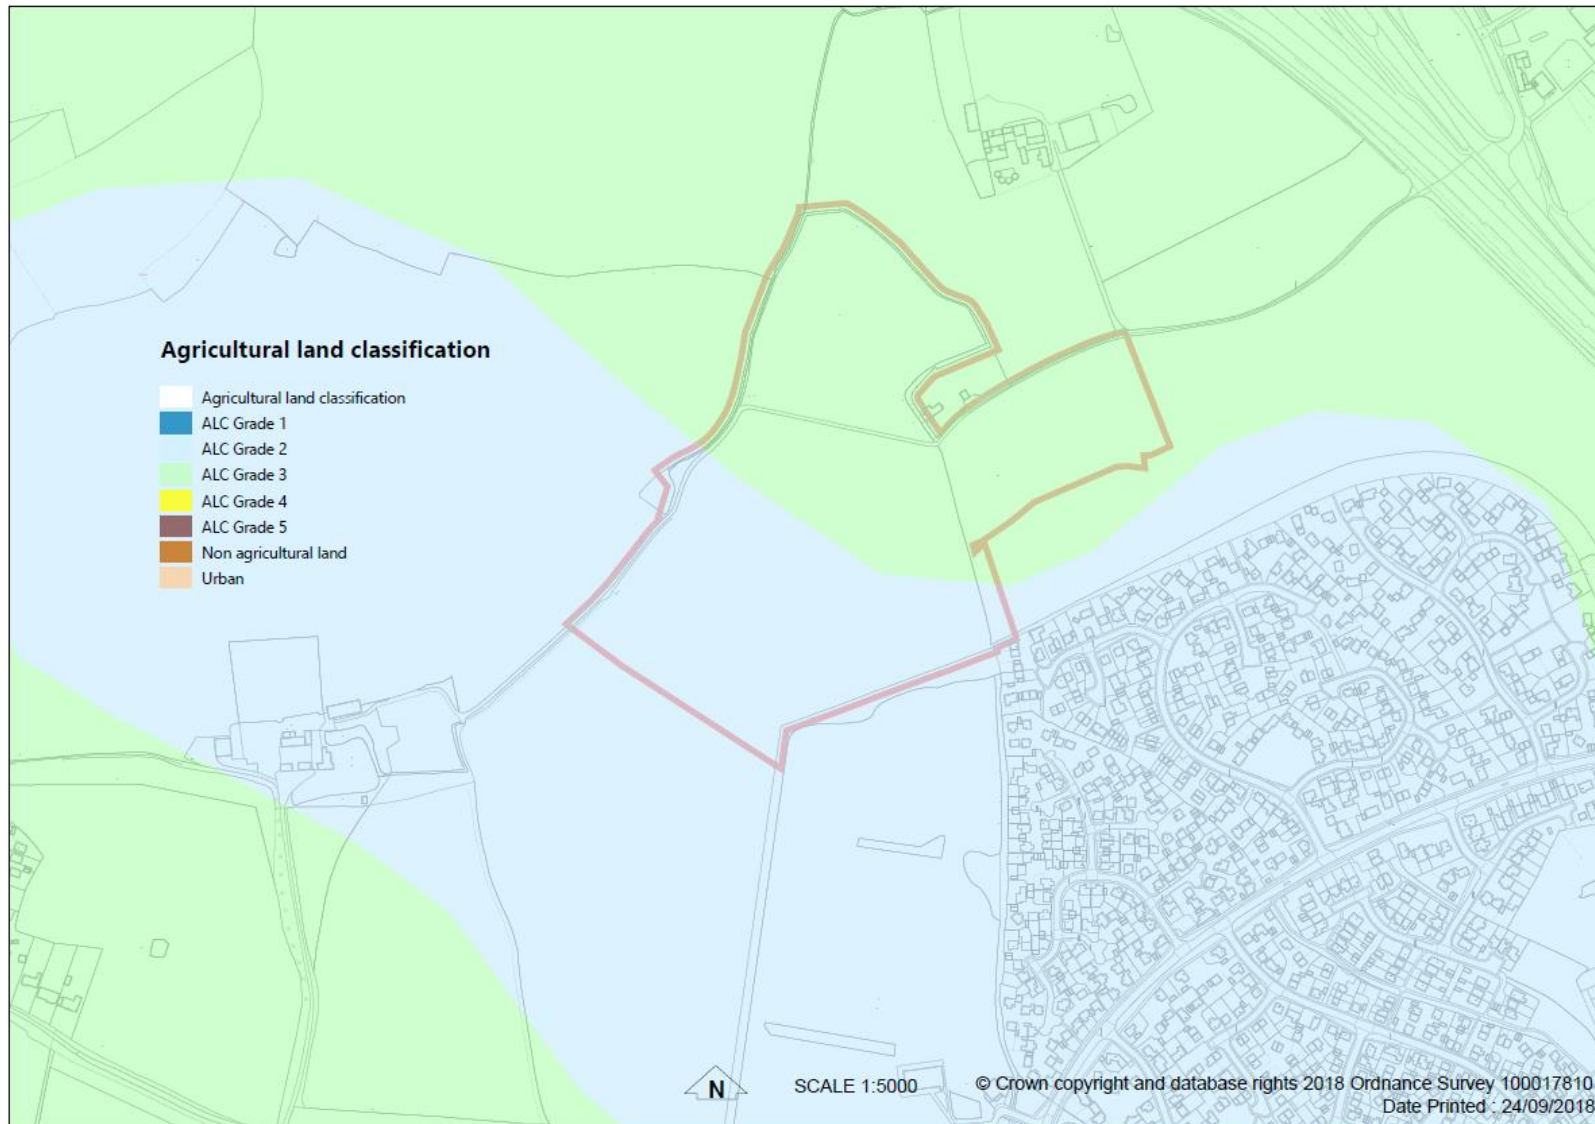 Agricultural land classification
Agricultural land classification
ALC Grade 1
ALC Grade 2
ALC Grade 3
ALC Grade 4
ALC Grade 5
Non agricultural land
Urban
N
SCALE 1:5000
© Crown copyright and database rights 2018 Ordnance Survey 100017810
Date Printed : 24/09/2018